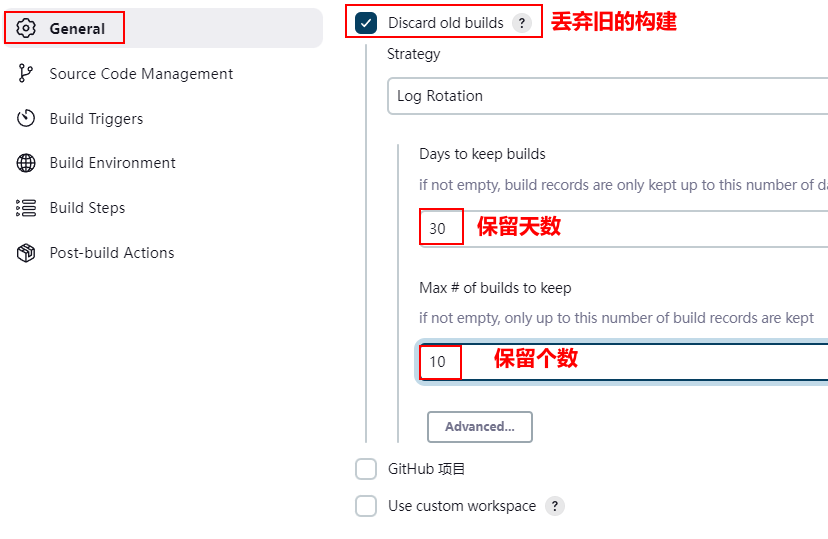 General
Source Code Management
Build Triggers
Build Environment
Build Steps
Post-build Actions
Discard old builds ? 丢弃旧的构建
Strategy
Log Rotation
Days to keep builds
if not empty, build records are only kept up to this number of da
30 保留天数
Max # of builds to keep
if not empty, only up to this number of build records are kept
10 保留个数
Advanced...
GitHub 项目
Use custom workspace ?